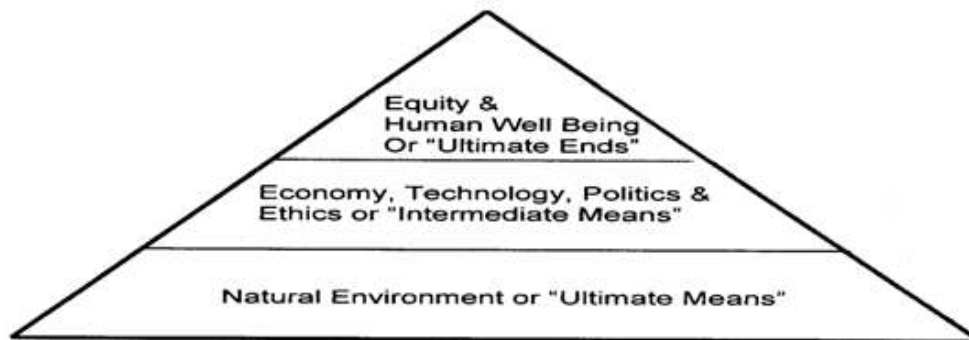 Equity &
Human Well Being
Or "Ultimate Ends"
Economy, Technology, Politics &
Ethics or "Intermediate Means"
Natural Environment or "Ultimate Means"